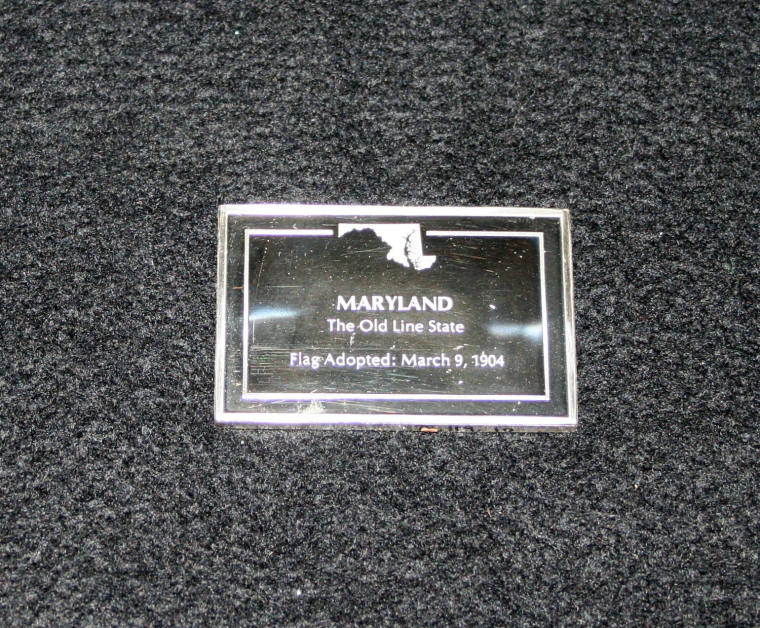 MARYLAND
The Old Line State
Flag Adopted: March 9, 1904